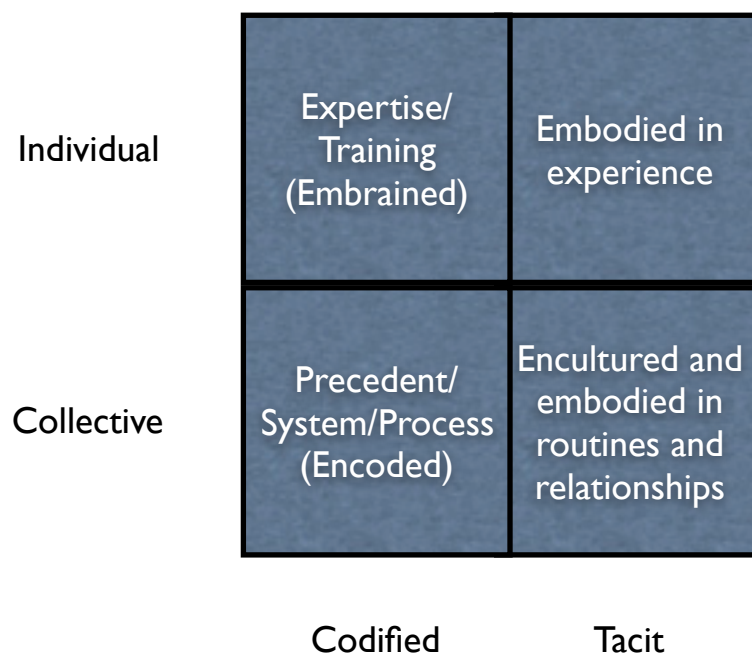 Individual
Expertise/
Training
(Embrained)
Embodied in
experience
Collective
Precedent/
System/Process
(Encoded)
Encultured and
embodied in
routines and
relationships
Codified
Tacit